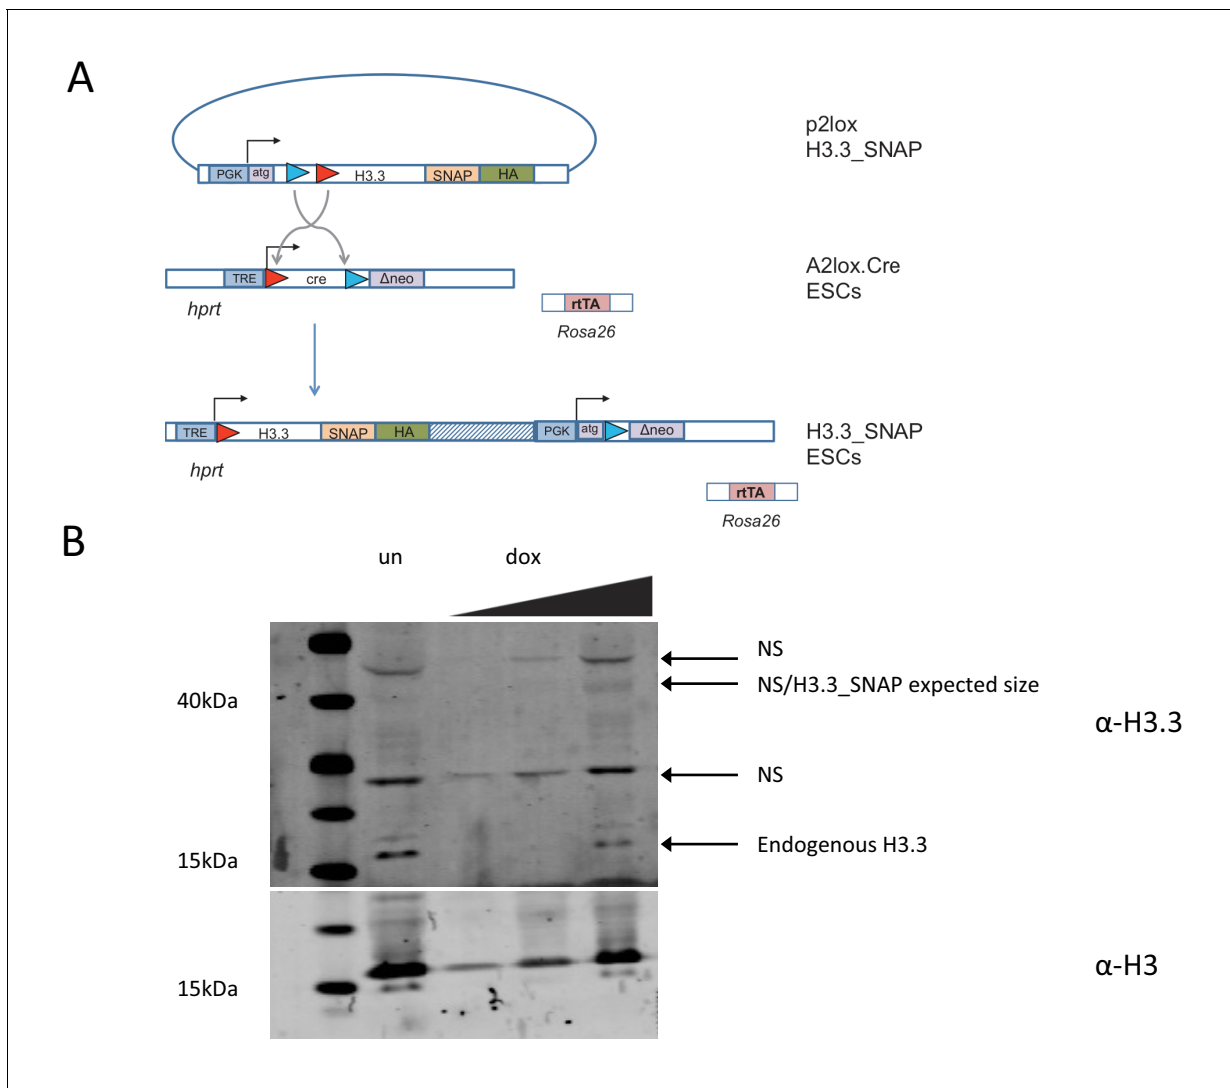 A
p2lox
H3.3_SNAP
PGK atg H3.3 SNAP HA
A2lox.Cre
ESCs
TRE cre Δneo
hprt
rtTA
Rosa26
TRE H3.3 SNAP HA PGK atg Δneo
H3.3_SNAP
ESCs
hprt
rtTA
Rosa26
B
un dox
NS
NS/H3.3_SNAP expected size
40kDa
α-H3.3
NS
Endogenous H3.3
15kDa
α-H3
15kDa